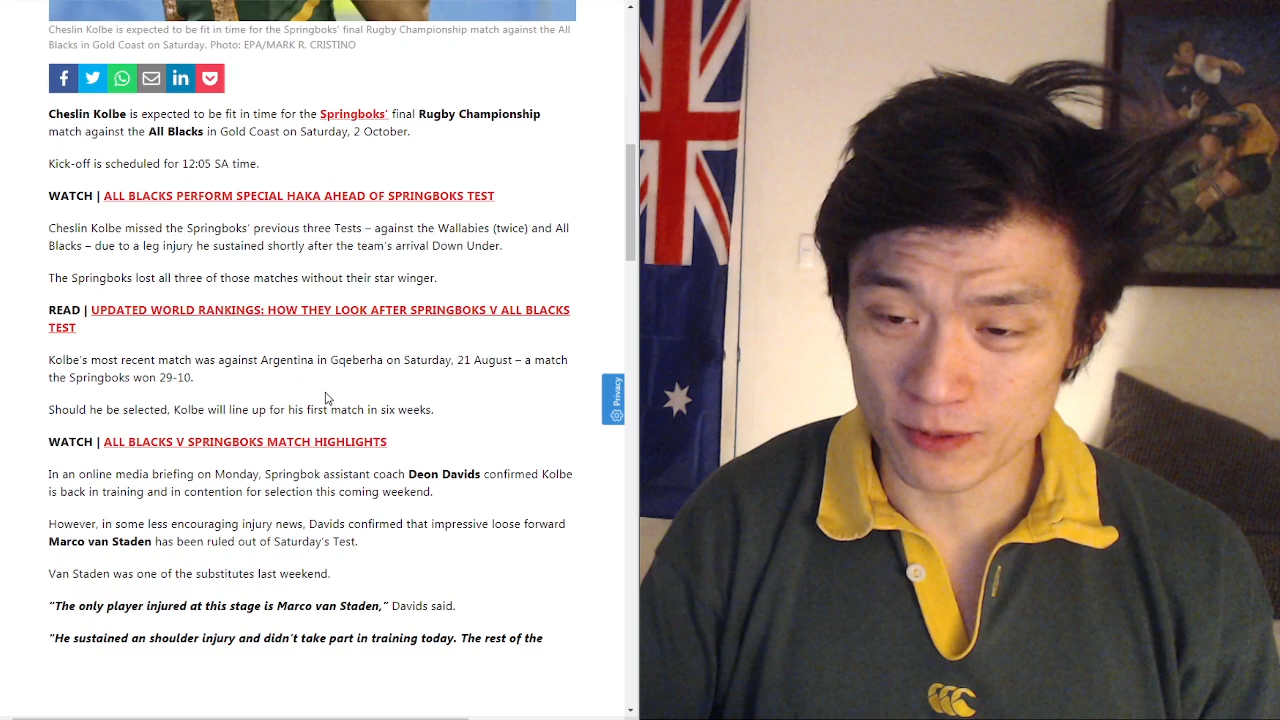 Cheslin Kolbe is expected to be fit in time for the Springboks' final Rugby Championship match against the All
Blacks in Gold Coast on Saturday. Photo: EPA/MARK R. CRISTINO
Cheslin Kolbe is expected to be fit in time for the Springboks' final Rugby Championship
match against the All Blacks in Gold Coast on Saturday, 2 October.
Kick-off is scheduled for 12:05 SA time.
WATCH | ALL BLACKS PERFORM SPECIAL HAKA AHEAD OF SPRINGBOKS TEST
Cheslin Kolbe missed the Springboks' previous three Tests – against the Wallabies (twice) and All
Blacks – due to a leg injury he sustained shortly after the team's arrival Down Under.
The Springboks lost all three of those matches without their star winger.
READ | UPDATED WORLD RANKINGS: HOW THEY LOOK AFTER SPRINGBOKS V ALL BLACKS
TEST
Kolbe's most recent match was against Argentina in Gqeberha on Saturday, 21 August – a match
the Springboks won 29-10.
Privacy
Should he be selected, Kolbe will line up for his first match in six weeks.
WATCH | ALL BLACKS V SPRINGBOKS MATCH HIGHLIGHTS
In an online media briefing on Monday, Springbok assistant coach Deon Davids confirmed Kolbe
is back in training and in contention for selection this coming weekend.
However, in some less encouraging injury news, Davids confirmed that impressive loose forward
Marco van Staden has been ruled out of Saturday's Test.
Van Staden was one of the substitutes last weekend.
"The only player injured at this stage is Marco van Staden," Davids said.
"He sustained an shoulder injury and didn't take part in training today. The rest of the